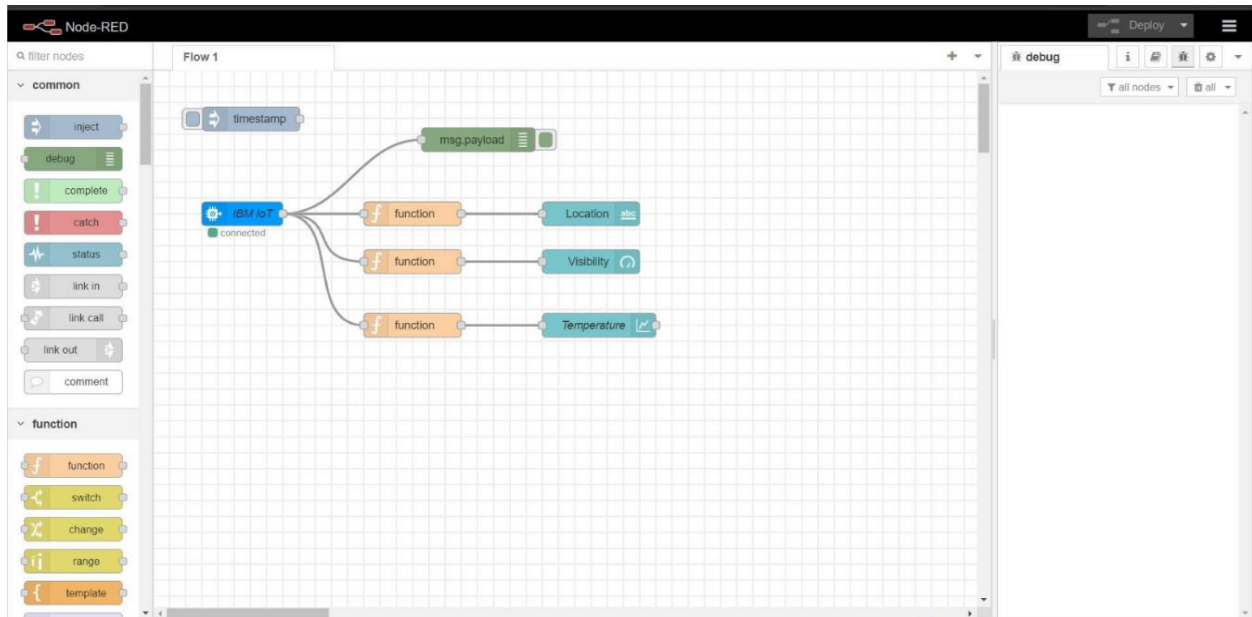 Node-RED
Deploy
filter nodes
Flow 1
debug
i
all nodes
all
common
inject
debug
complete
catch
status
link in
link call
link out
comment
function
function
switch
change
range
template
timestamp
msg.payload
IBM IoT
connected
function
Location abc
function
Visibility
function
Temperature